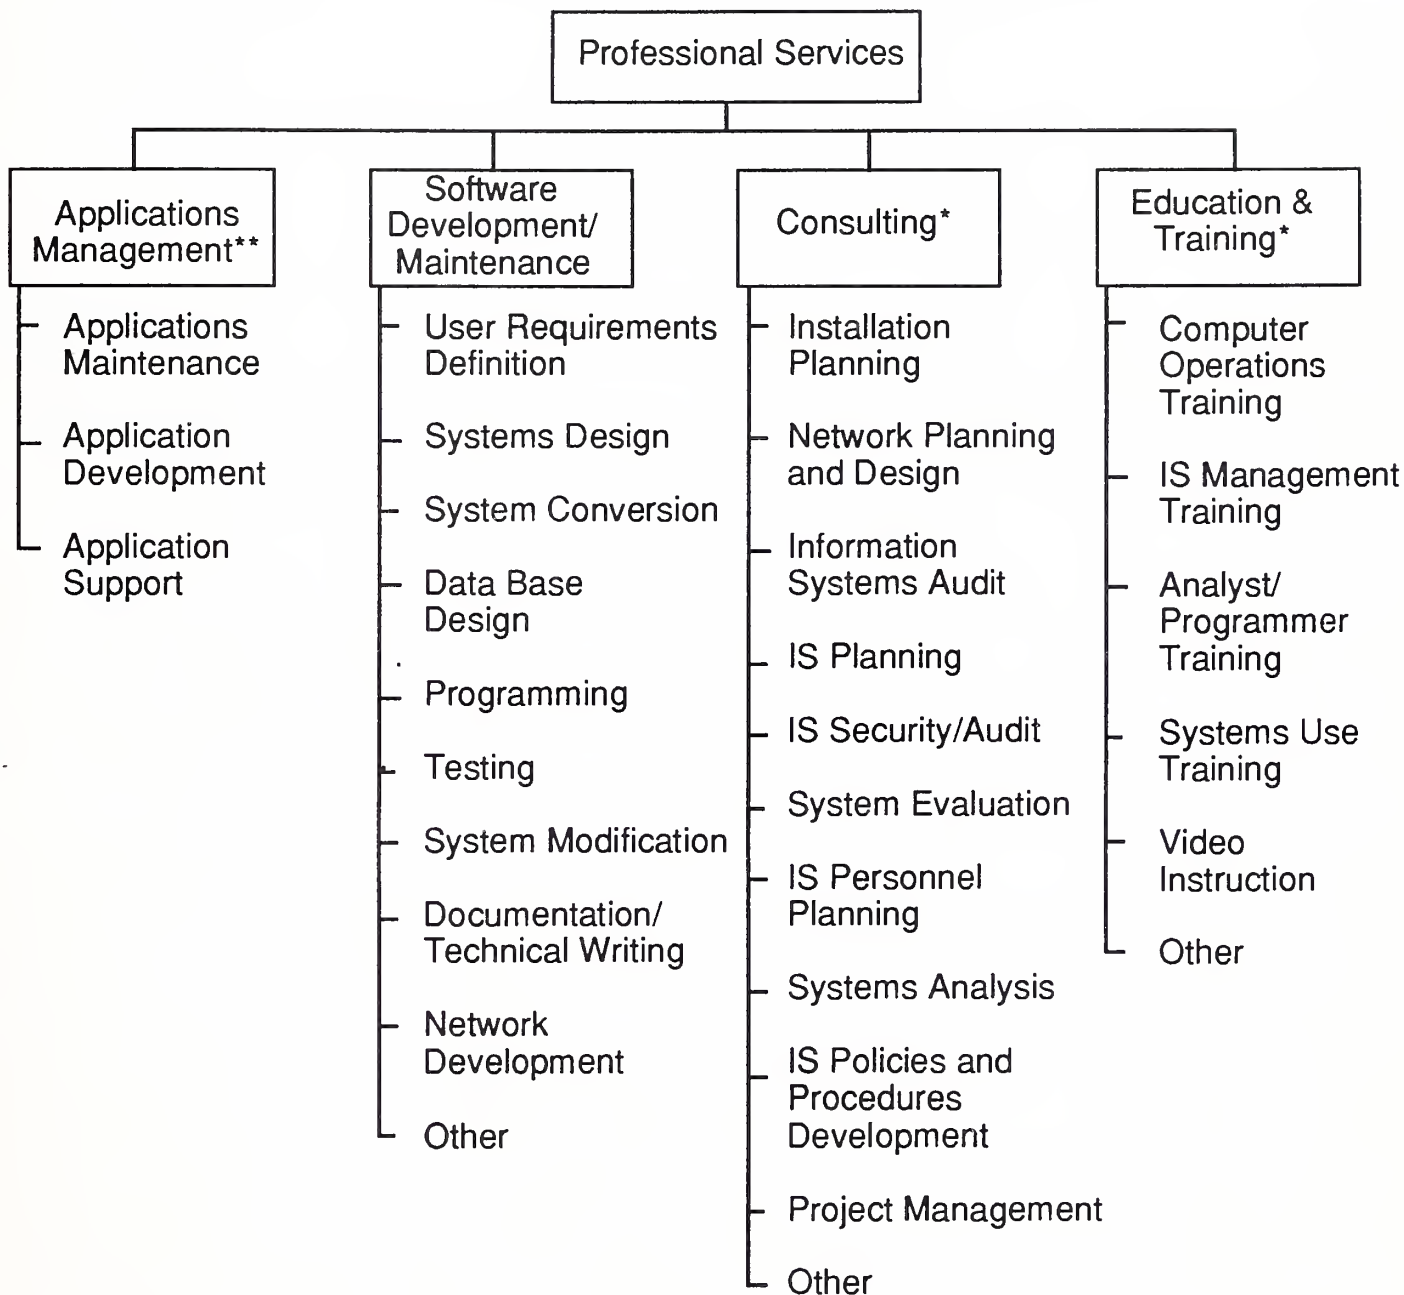 Professional Services
Applications
Management**
Software
Development/
Maintenance
Consulting*
Education &
Training*
Applications
Maintenance
Application
Development
Application
Support
User Requirements
Definition
Systems Design
System Conversion
Data Base
Design
Programming
Testing
System Modification
Documentation/
Technical Writing
Network
Development
Other
Installation
Planning
Network Planning
and Design
Information
Systems Audit
IS Planning
IS Security/Audit
System Evaluation
IS Personnel
Planning
Systems Analysis
IS Policies and
Procedures
Development
Project Management
Other
Computer
Operations
Training
IS Management
Training
Analyst/
Programmer
Training
Systems Use
Training
Video
Instruction
Other